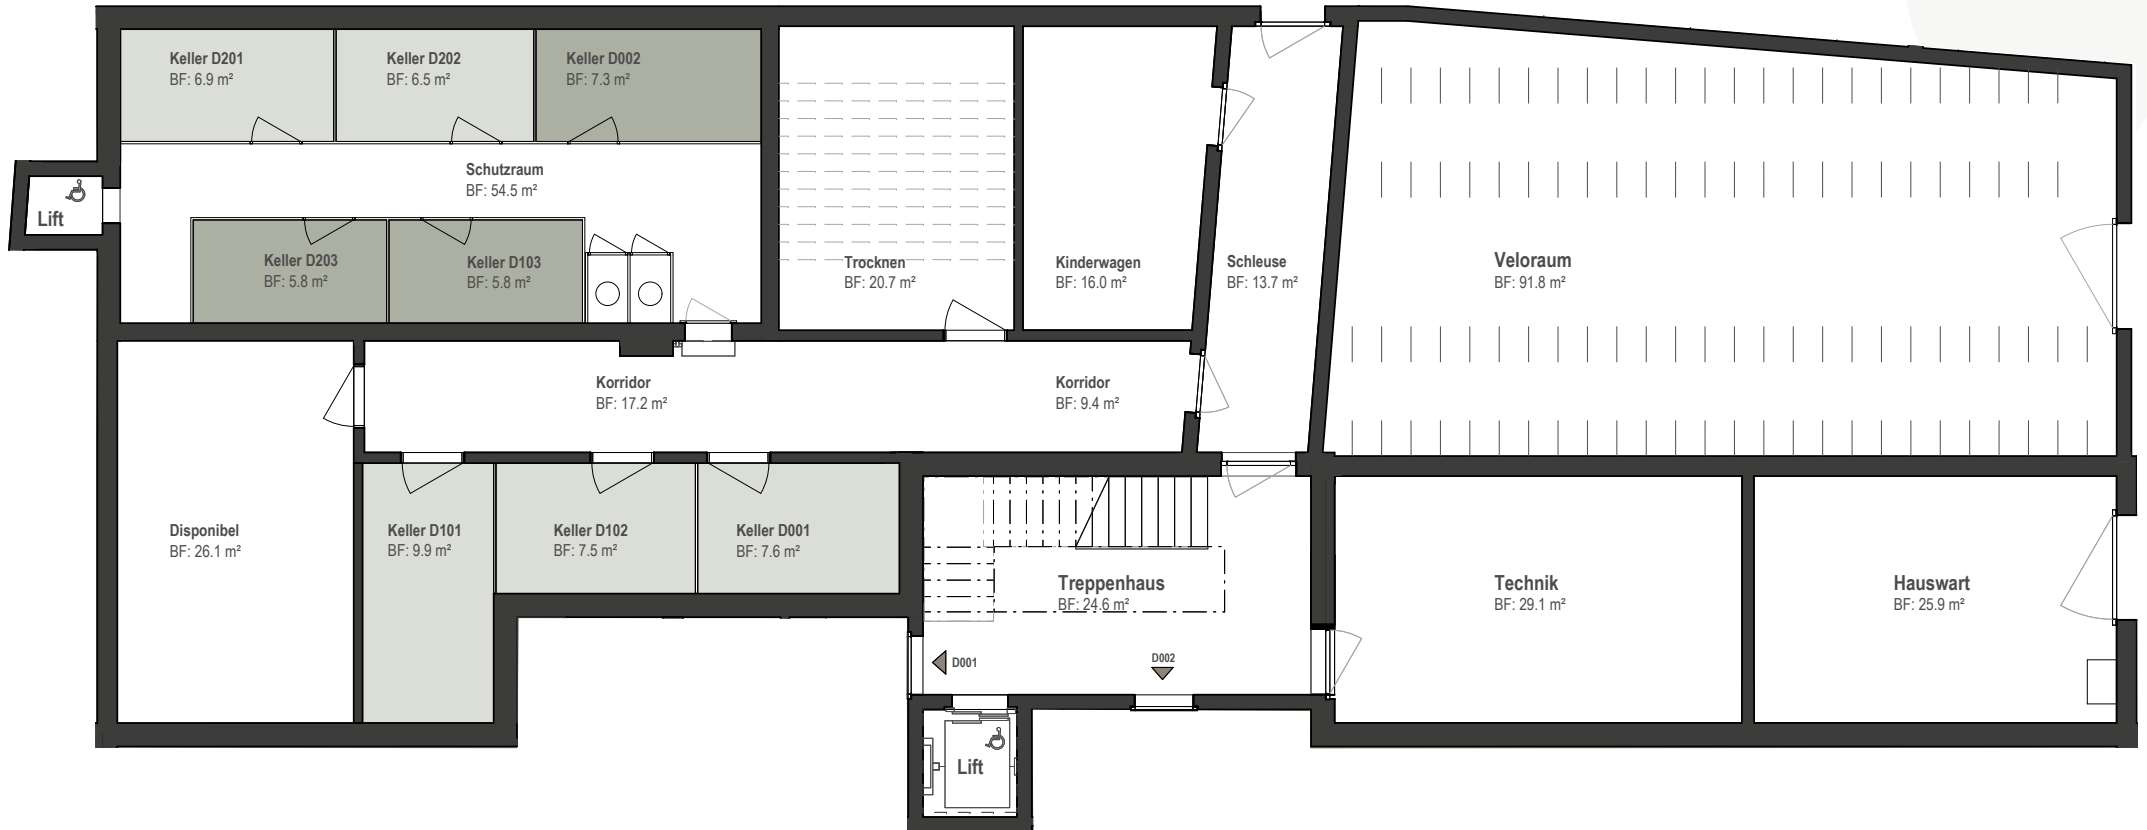 Keller D201
BF: 6.9 m²
Keller D202
BF: 6.5 m²
Keller D002
BF: 7.3 m²
Schutzraum
BF: 54.5 m²
Lift
Keller D203
BF: 5.8 m²
Keller D103
BF: 5.8 m²
Trocknen
BF: 20.7 m²
Kinderwagen
BF: 16.0 m²
Schleuse
BF: 13.7 m²
Veloraum
BF: 91.8 m²
Korridor
BF: 17.2 m²
Korridor
BF: 9.4 m²
Disponibel
BF: 26.1 m²
Keller D101
BF: 9.9 m²
Keller D102
BF: 7.5 m²
Keller D001
BF: 7.6 m²
Treppenhaus
BF: 24.6 m²
Technik
BF: 29.1 m²
Hauswart
BF: 25.9 m²
D001
D002
Lift